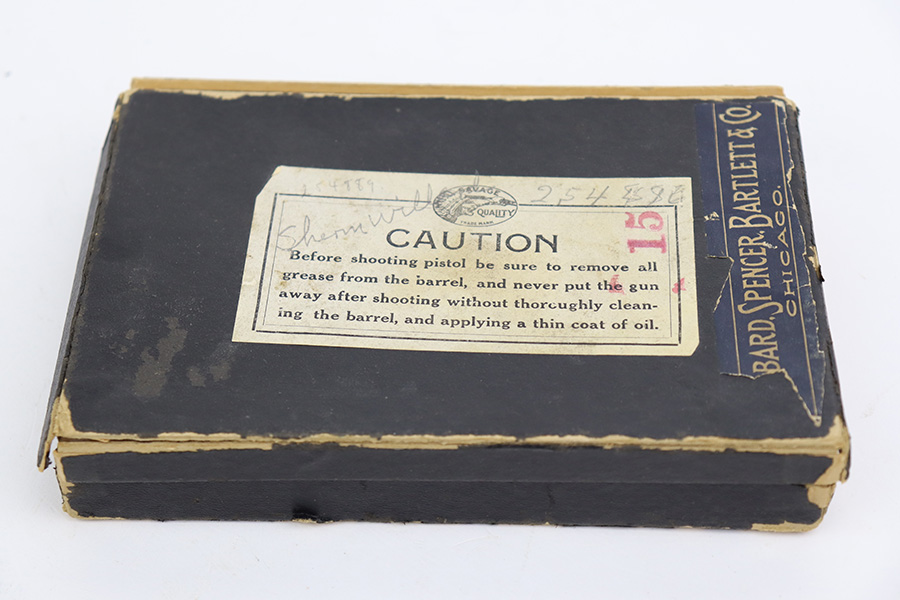 SAVAGE
QUALITY
TRADE MARK
CAUTION
Before shooting pistol be sure to remove all
grease from the barrel, and never put the gun
away after shooting without thoroughly clean-
ing the barrel, and applying a thin coat of oil.
15
BARD, SPENCER, BARTLETT & CO.
CHICAGO.